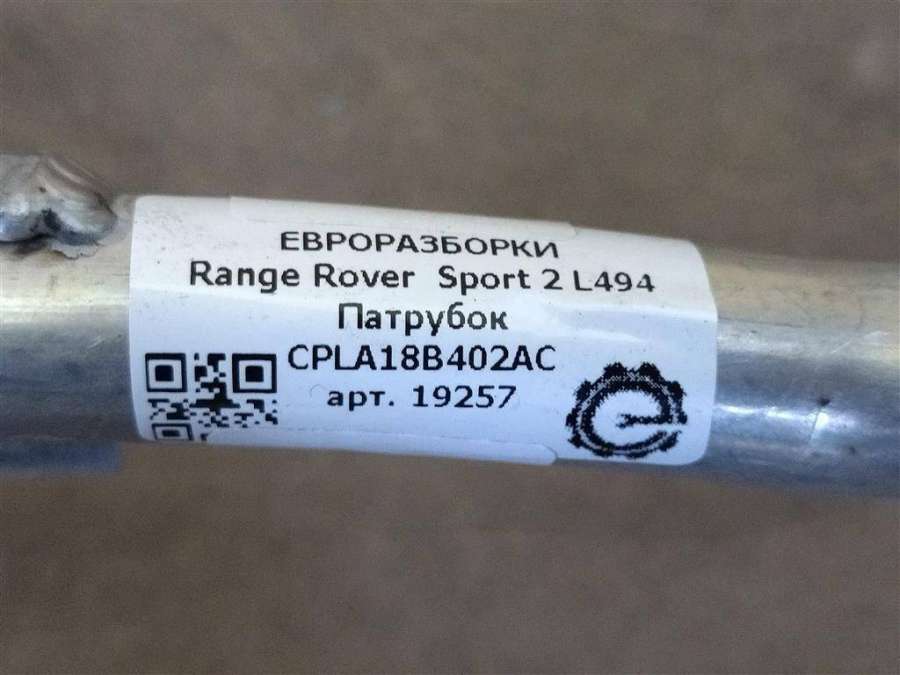 ЕВРОРАЗБОРКИ
Range Rover Sport 2 L494
Патрубок
CPLA18B402AC
арт. 19257